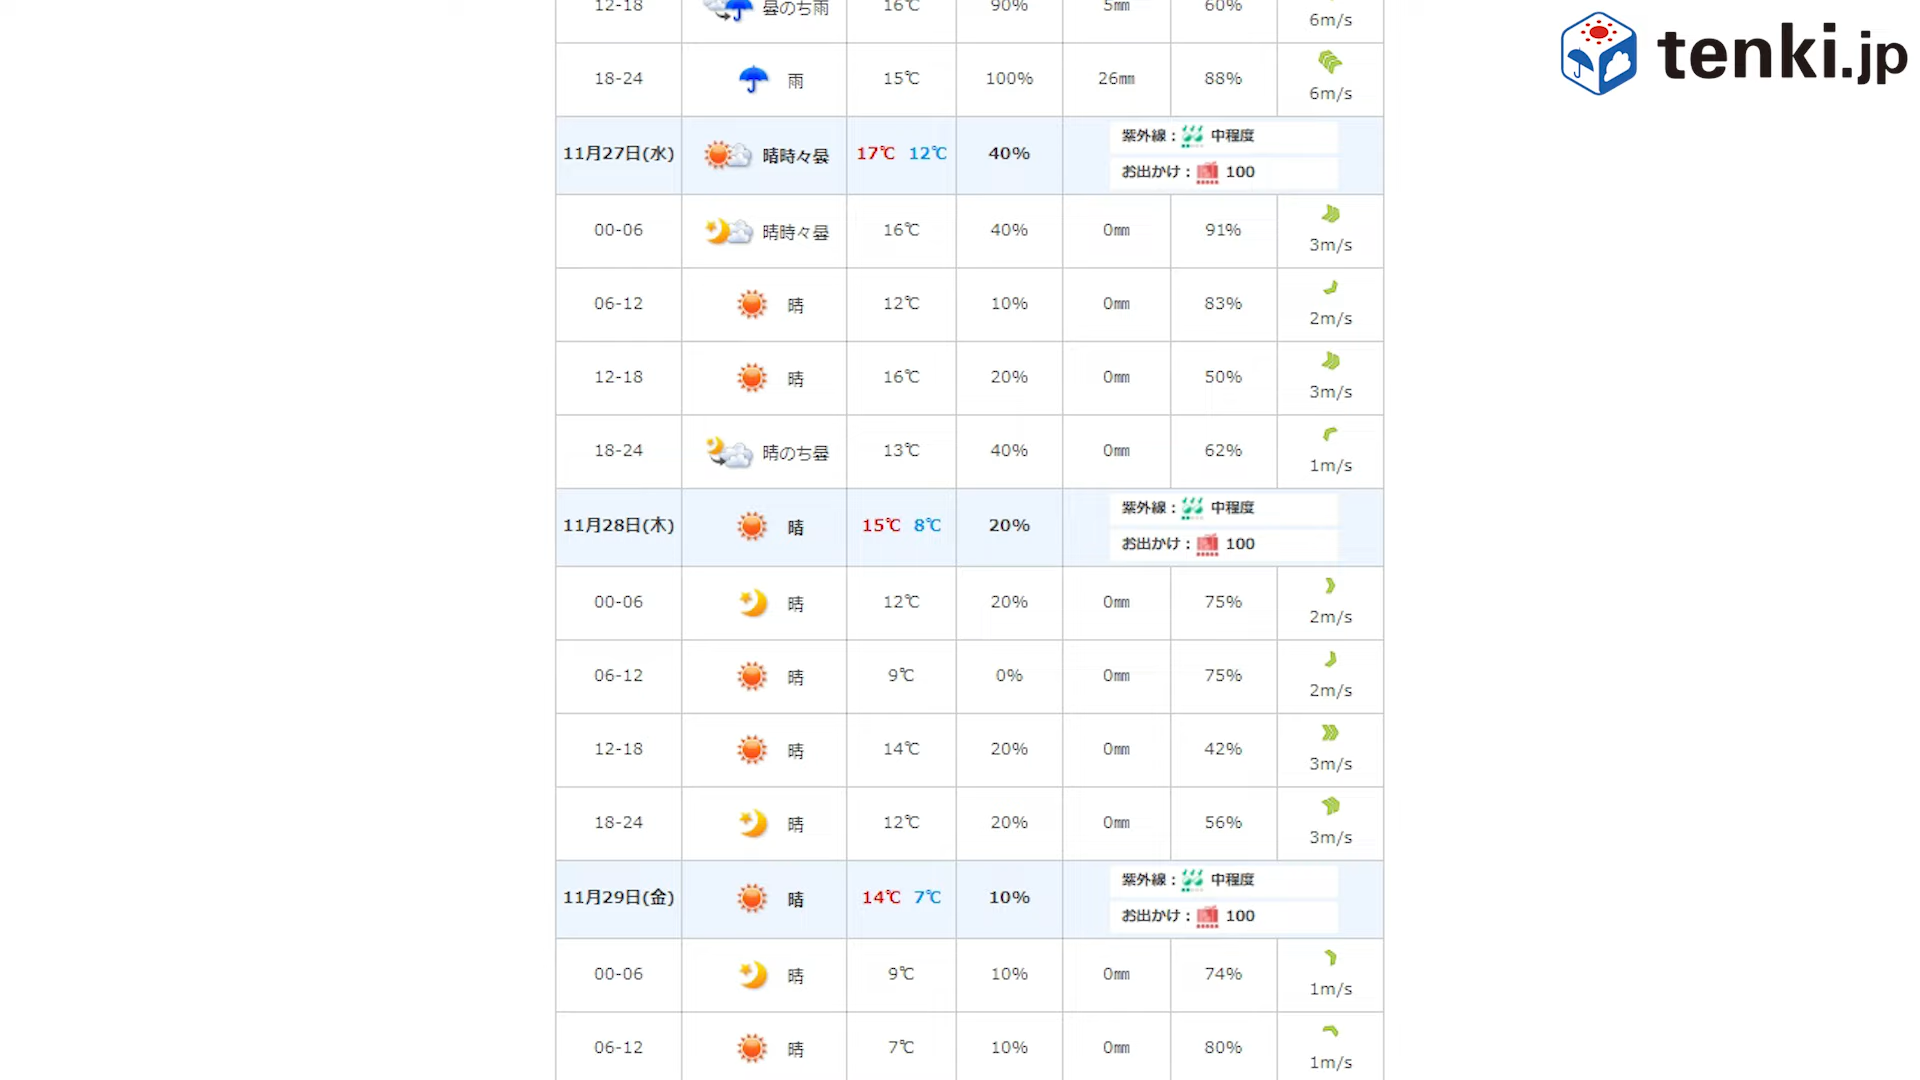 tenki.jp
12-18 曇のち雨 16℃ 90% 5㎜ 60% 6m/s
18-24 雨 15℃ 100% 26㎜ 88% 6m/s
11月27日(水) 晴時々曇 17℃ 12℃ 40% 紫外線：中程度
お出かけ：100
00-06 晴時々曇 16℃ 40% 0㎜ 91% 3m/s
06-12 晴 12℃ 10% 0㎜ 83% 2m/s
12-18 晴 16℃ 20% 0㎜ 50% 3m/s
18-24 晴のち曇 13℃ 40% 0㎜ 62% 1m/s
11月28日(木) 晴 15℃ 8℃ 20% 紫外線：中程度
お出かけ：100
00-06 晴 12℃ 20% 0㎜ 75% 2m/s
06-12 晴 9℃ 0% 0㎜ 75% 2m/s
12-18 晴 14℃ 20% 0㎜ 42% 3m/s
18-24 晴 12℃ 20% 0㎜ 56% 3m/s
11月29日(金) 晴 14℃ 7℃ 10% 紫外線：中程度
お出かけ：100
00-06 晴 9℃ 10% 0㎜ 74% 1m/s
06-12 晴 7℃ 10% 0㎜ 80% 1m/s